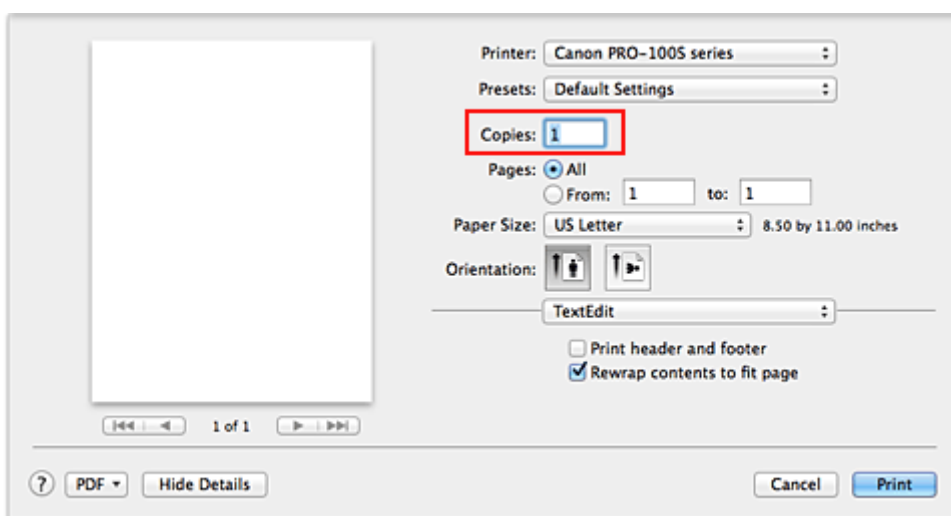 Printer: Canon PRO-100S series
Presets: Default Settings
Copies: 1
Pages: All
From: 1 to: 1
Paper Size: US Letter 8.50 by 11.00 inches
Orientation:
TextEdit
Print header and footer
Rewrap contents to fit page
1 of 1
? PDF Hide Details Cancel Print